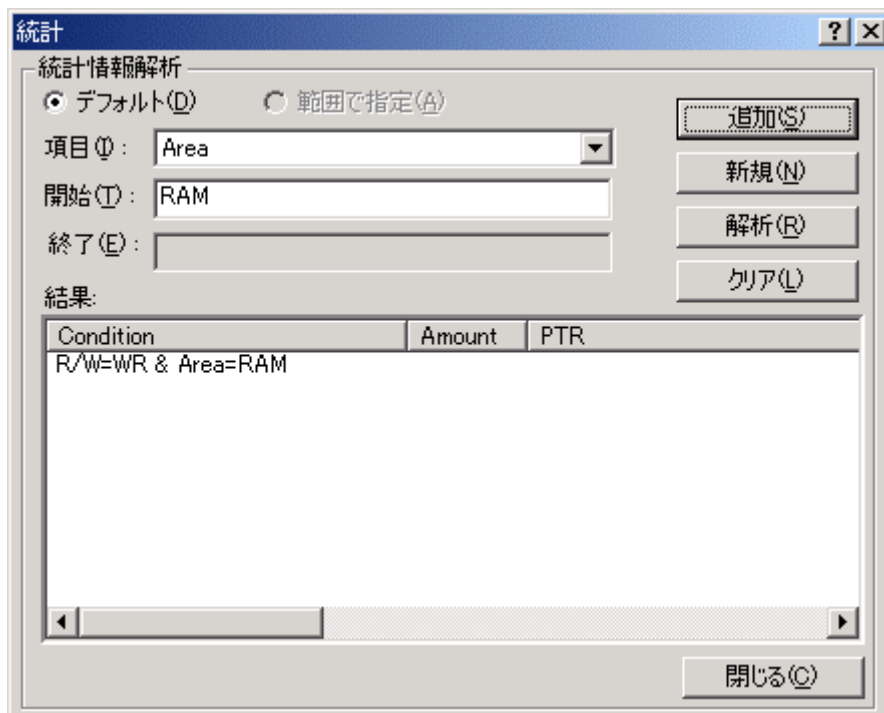 統計
統計情報解析
デフォルト(D) 範囲で指定(A)
追加(S)
項目(I): Area
新規(N)
開始(T): RAM
解析(R)
終了(E):
クリア(L)
結果:
Condition Amount PTR
R/W=WR & Area=RAM
閉じる(C)